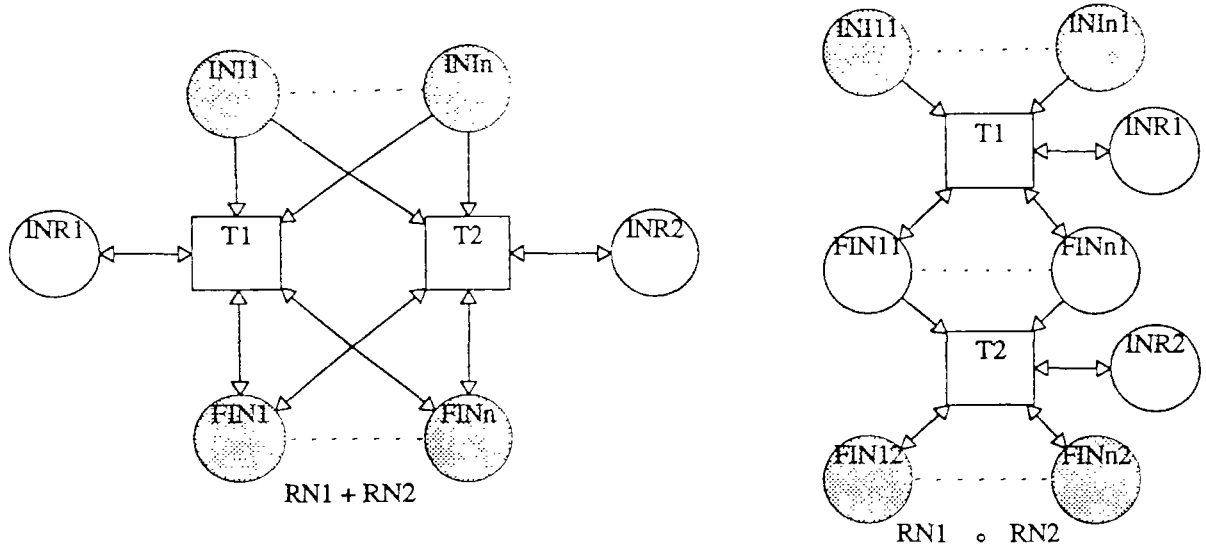 INI1
INIn
INR1
T1
T2
INR2
FIN1
FINn
RN1 + RN2
INI11
INIn1
T1
INR1
FIN11
FINn1
T2
INR2
FIN12
FINn2
RN1 ∘ RN2